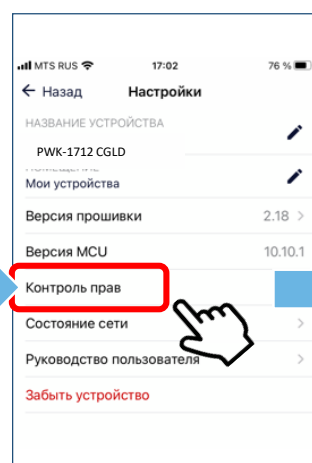 MTS RUS 17:02 76 %
← Назад Настройки
НАЗВАНИЕ УСТРОЙСТВА
PWK-1712 CGLD
ПОМЕЩЕНИЕ
Мои устройства
Версия прошивки 2.18 >
Версия MCU 10.10.1
Контроль прав
Состояние сети >
Руководство пользователя >
Забыть устройство